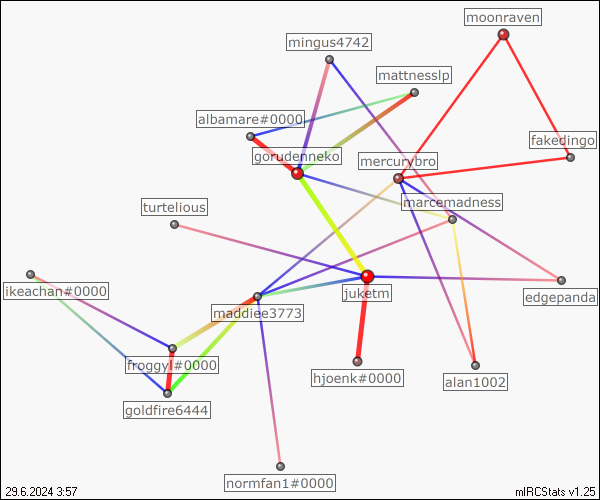 moonraven
mingus4742
mattnesslp
albamare#0000
fakedingo
gorudenneko
mercurybro
marcemadness
turtelious
ikeachan#0000
juketm
edgepanda
maddiee3773
froggyl#0000
hjoenk#0000
alan1002
goldfire6444
normfan1#0000
29.6.2024 3:57
mIRCStats v1.25